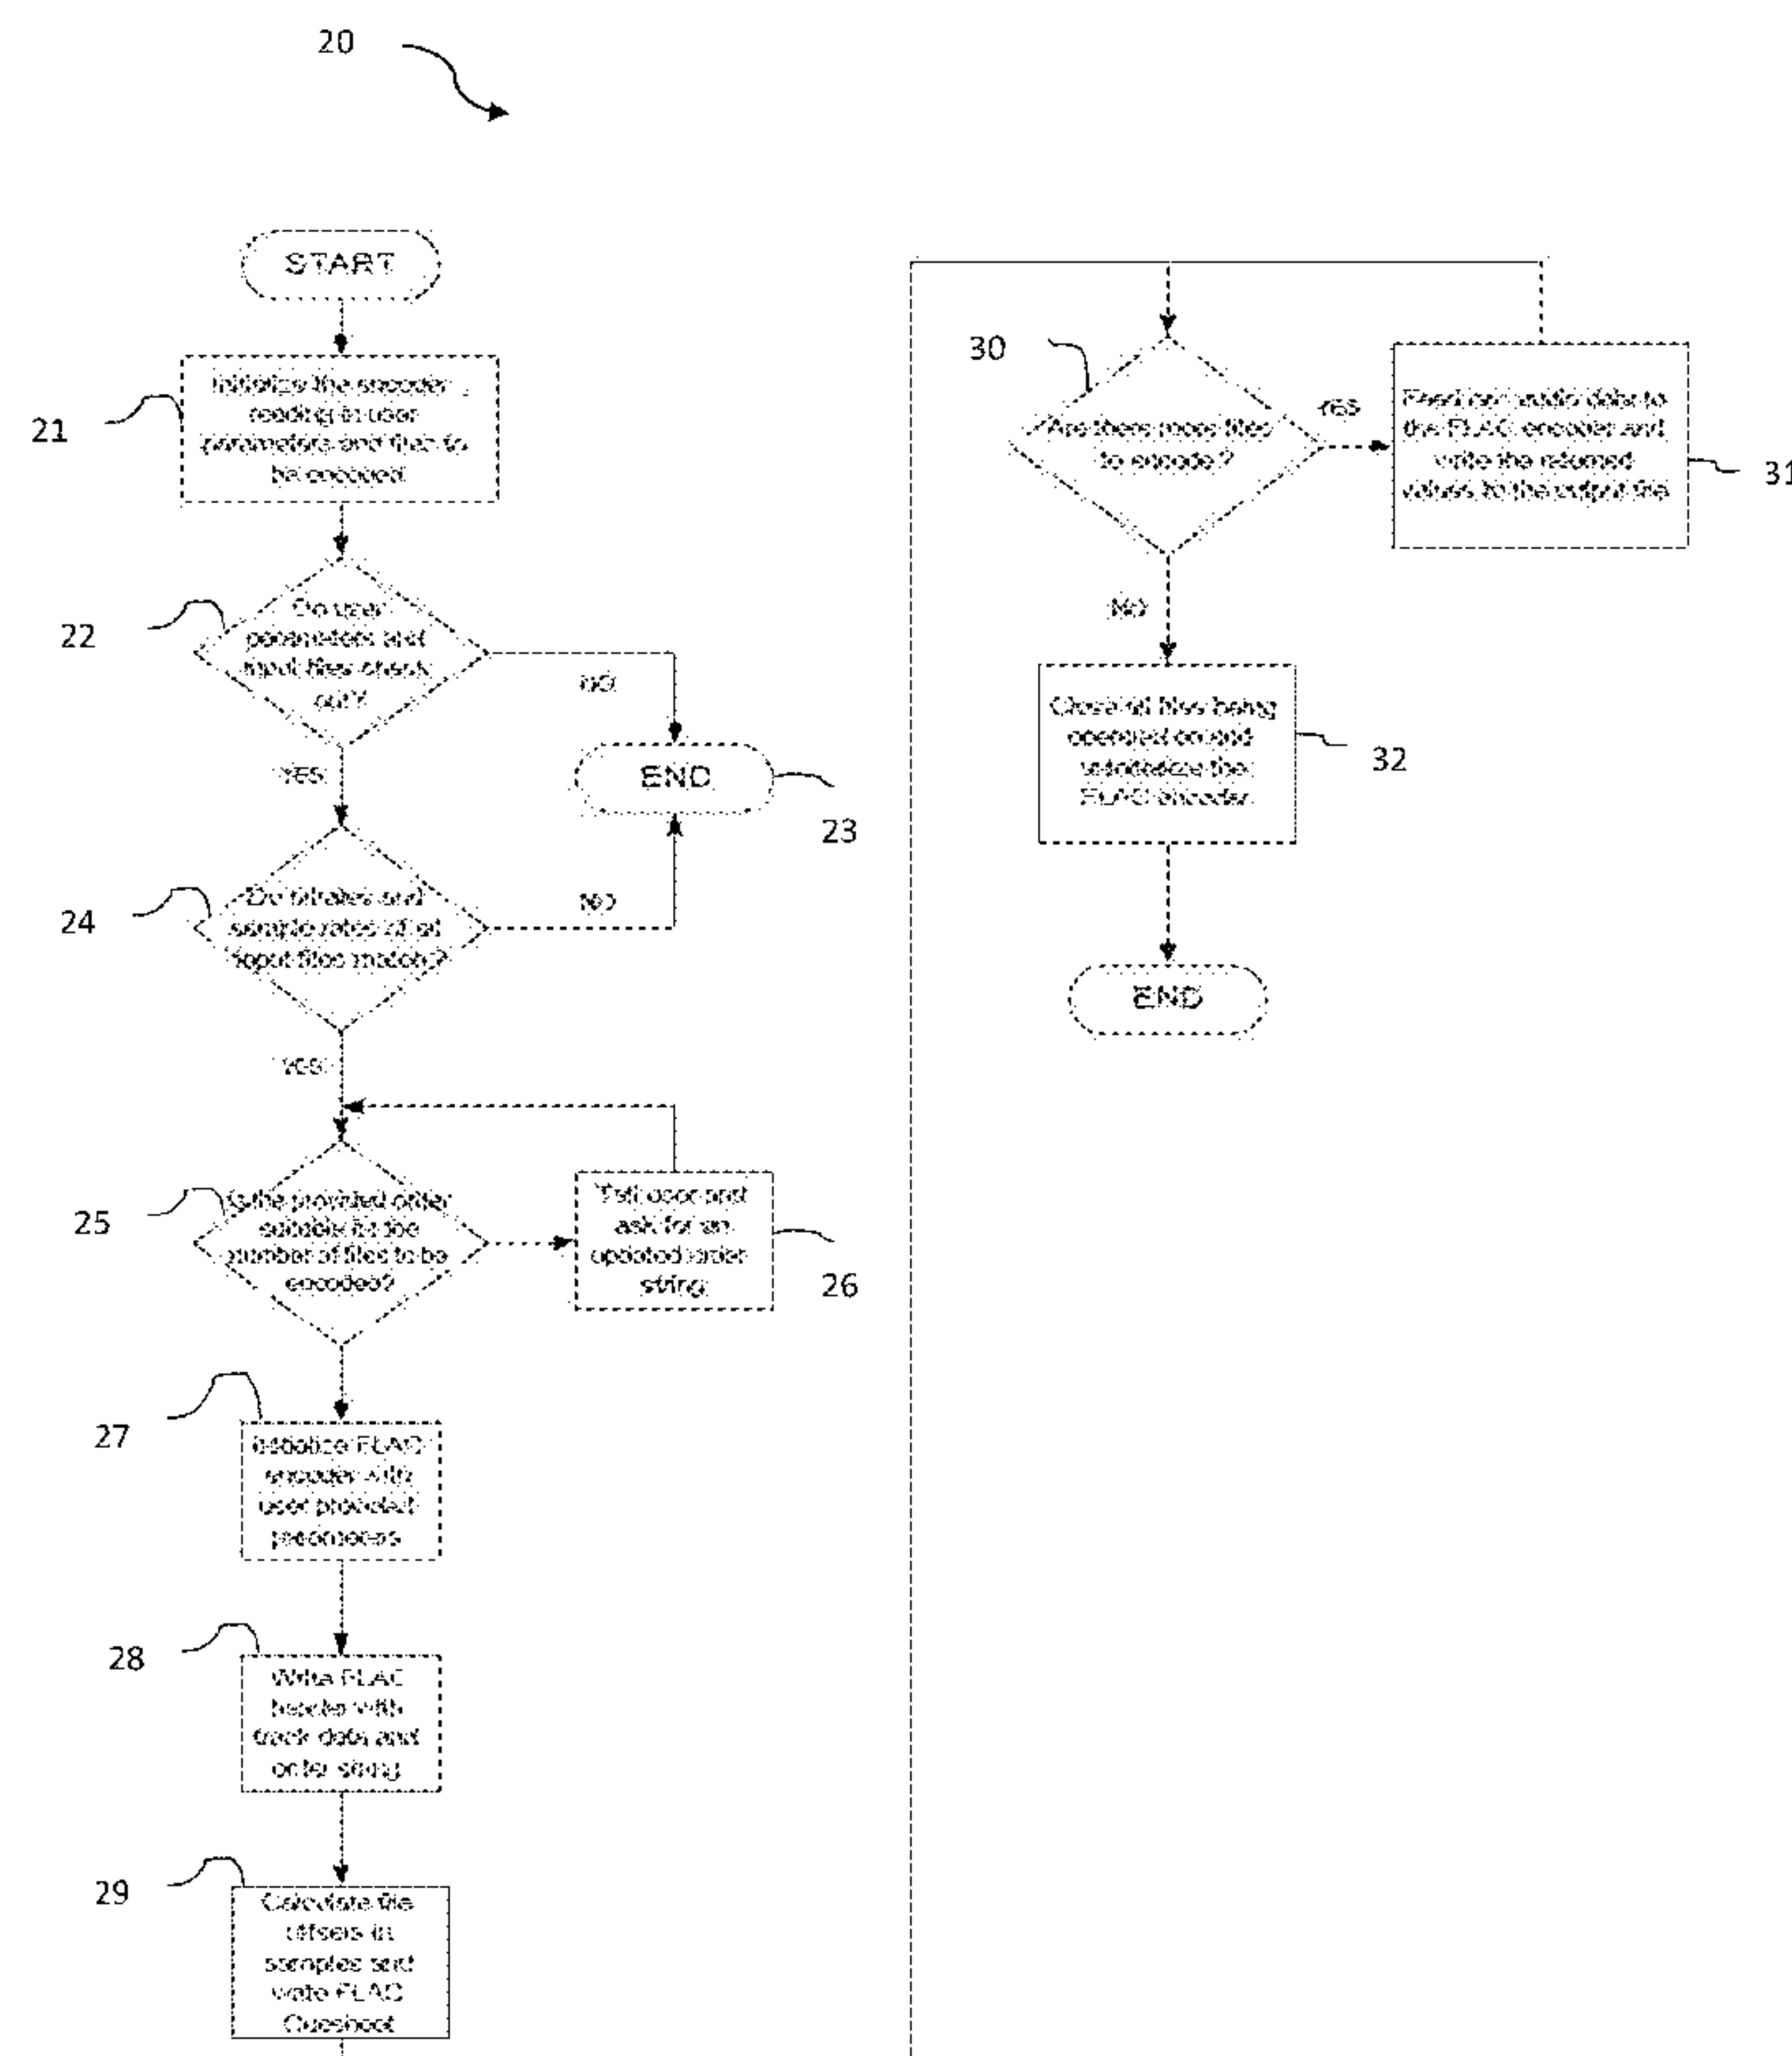 20
START
21
Initialize the encoder,
reading in user
parameters and files to
be encoded
22
Do user
parameters and
input files check
out?
NO
YES
END
23
24
Do bitrates and
sample rates of all
input files match?
NO
YES
25
Is the provided order
suitable for the
number of files to be
encoded?
Tell user and
ask for an
updated order
string
26
27
Initialize FLAC
encoder with
user provided
28
Write FLAC
header with
track data and
order string
29
Calculate file
offsets in
samples and
write FLAC
Cuesheet
30
Are there more files
to encode?
YES
Feed audio data to
the FLAC encoder and
write the returned
values to the output file
31
NO
Close all files being
operated on and
uninitialize the
FLAC encoder
32
END